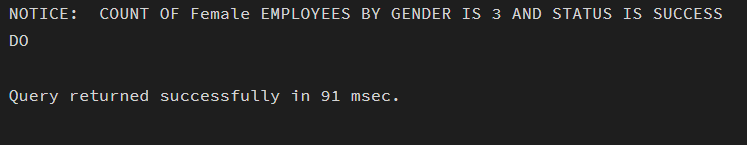 NOTICE:  COUNT OF Female EMPLOYEES BY GENDER IS 3 AND STATUS IS SUCCESS
DO
Query returned successfully in 91 msec.